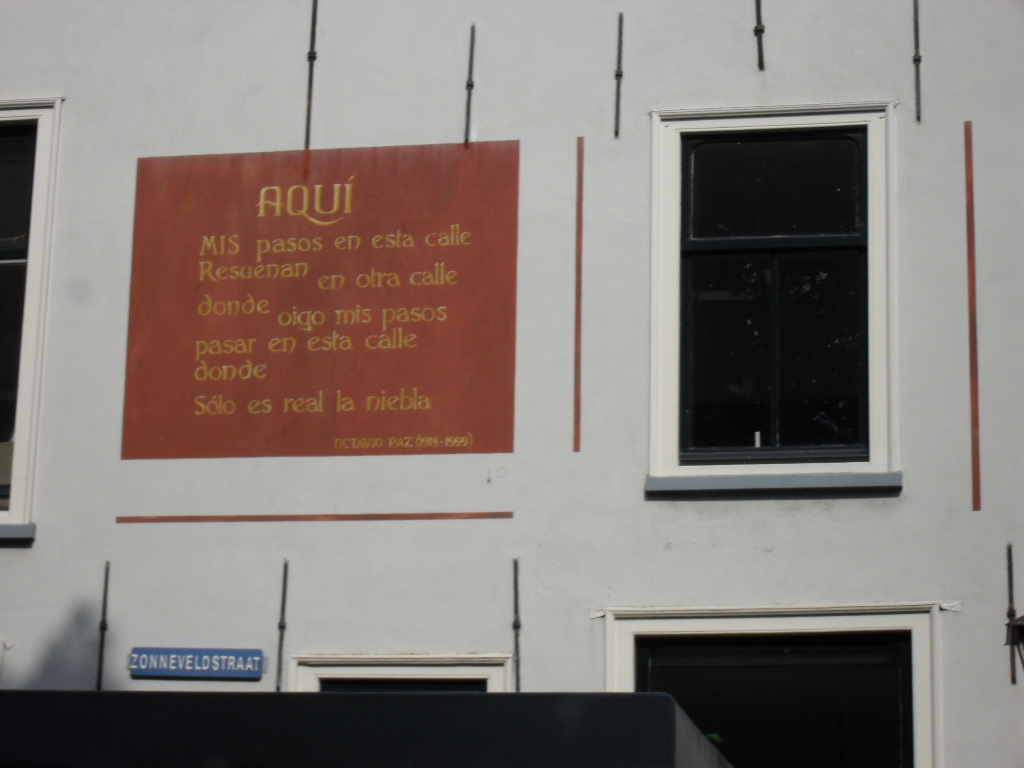 AQUÍ
MIS pasos en esta calle
Resuenan en otra calle
donde oigo mis pasos
pasar en esta calle
donde
Sólo es real la niebla
OCTAVIO PAZ (1914-1999)
ZONNEVELDSTRAAT